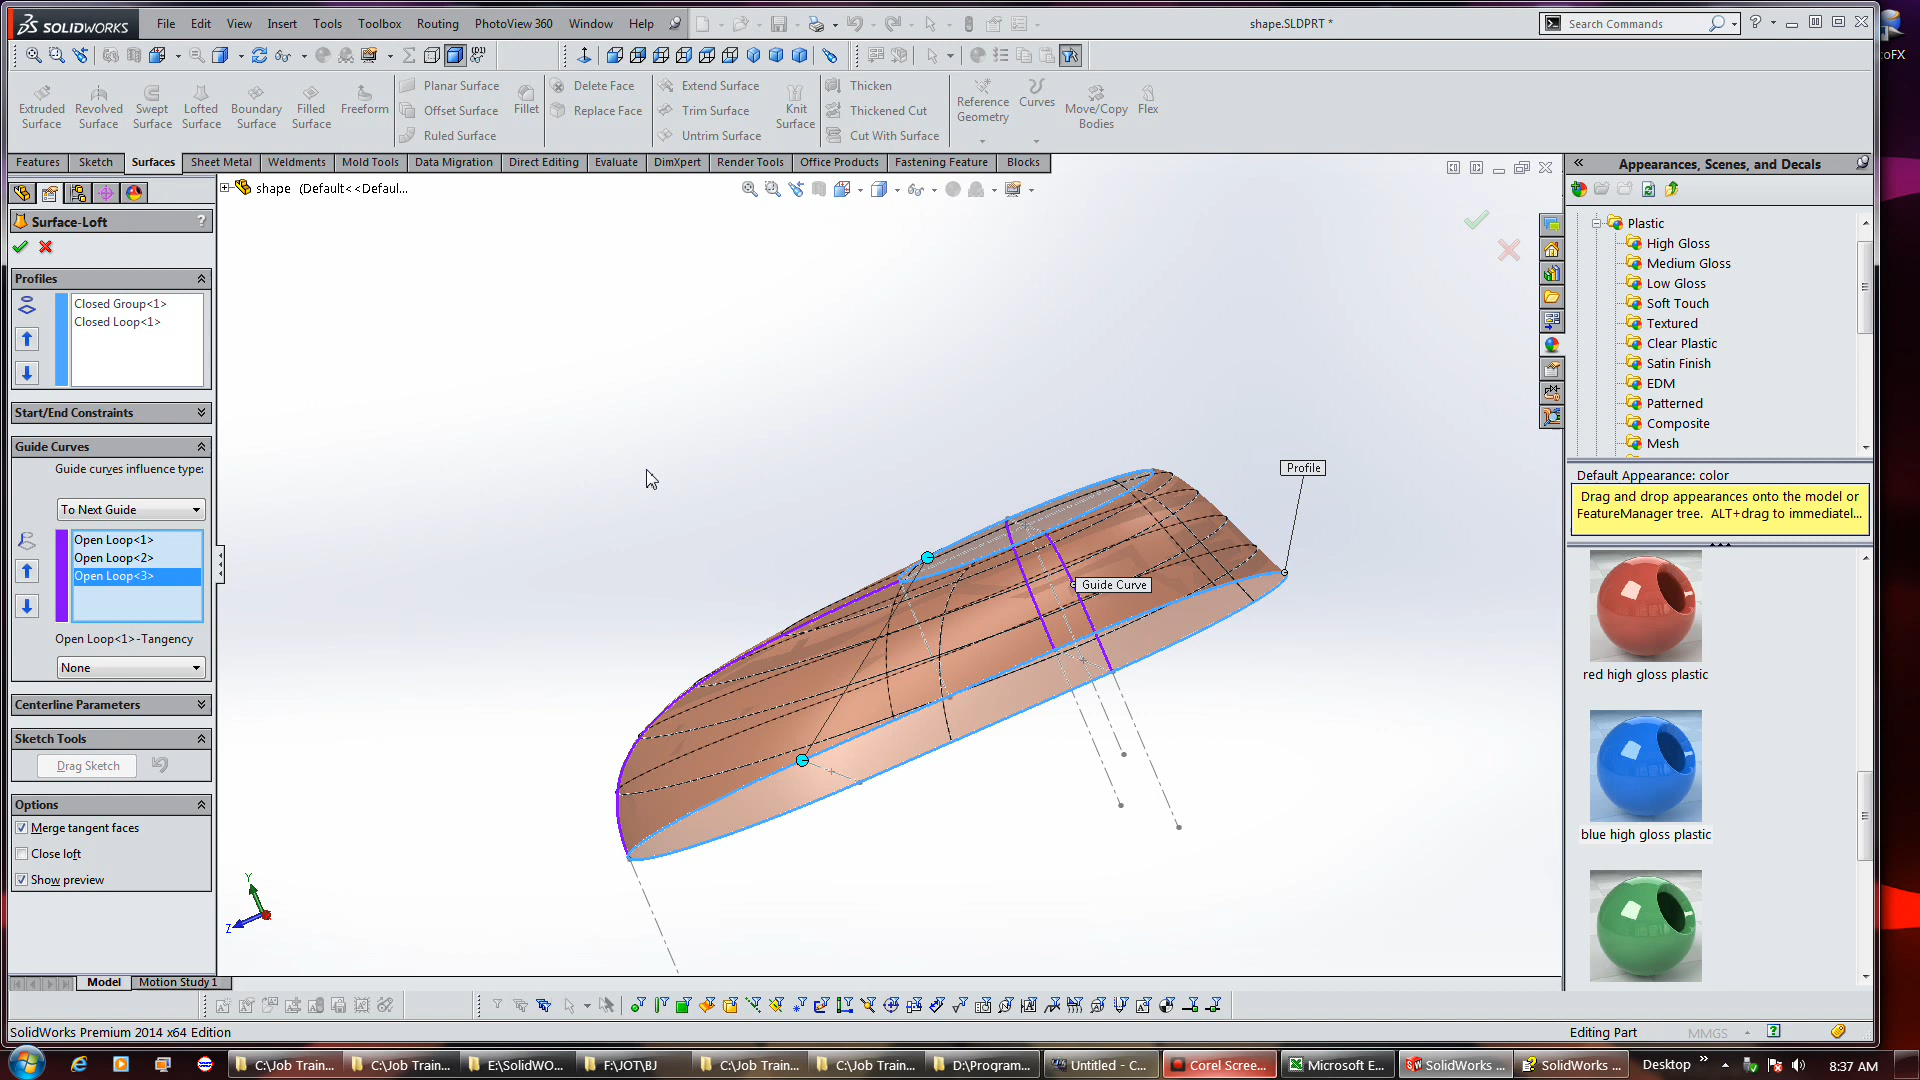 SOLIDWORKS File Edit View Insert Tools Toolbox Routing PhotoView 360 Window Help shape.SLDPRT * Search Commands
Extruded Surface
Revolved Surface
Swept Surface
Lofted Surface
Boundary Surface
Filled Surface
Freeform
Planar Surface
Offset Surface
Ruled Surface
Fillet
Delete Face
Replace Face
Extend Surface
Trim Surface
Untrim Surface
Knit Surface
Thicken
Thickened Cut
Cut With Surface
Reference Geometry
Curves
Move/Copy Bodies
Flex
Features Sketch Surfaces Sheet Metal Weldments Mold Tools Data Migration Direct Editing Evaluate DimXpert Render Tools Office Products Fastening Feature Blocks
shape (Default<<Defaul...
Surface-Loft ?
Profiles
Closed Group<1>
Closed Loop<1>
Start/End Constraints
Guide Curves
Guide curves influence type:
To Next Guide
Open Loop<1>
Open Loop<2>
Open Loop<3>
Open Loop<1>-Tangency
None
Centerline Parameters
Sketch Tools
Drag Sketch
Options
Merge tangent faces
Close loft
Show preview
Profile
Guide Curve
Y
Z
Appearances, Scenes, and Decals
Plastic
High Gloss
Medium Gloss
Low Gloss
Soft Touch
Textured
Clear Plastic
Satin Finish
EDM
Patterned
Composite
Mesh
Default Appearance: color
Drag and drop appearances onto the model or
FeatureManager tree. ALT+drag to immediatel...
red high gloss plastic
blue high gloss plastic
Model Motion Study 1
SolidWorks Premium 2014 x64 Edition
Editing Part MMGS
C:\Job Train... C:\Job Train... E:\SolidWO... F:\JOT\BJ C:\Job Train... C:\Job Train... D:\Program... Untitled - C... Corel Scree... Microsoft E... SolidWorks ... SolidWorks ... Desktop 8:37 AM
oFX